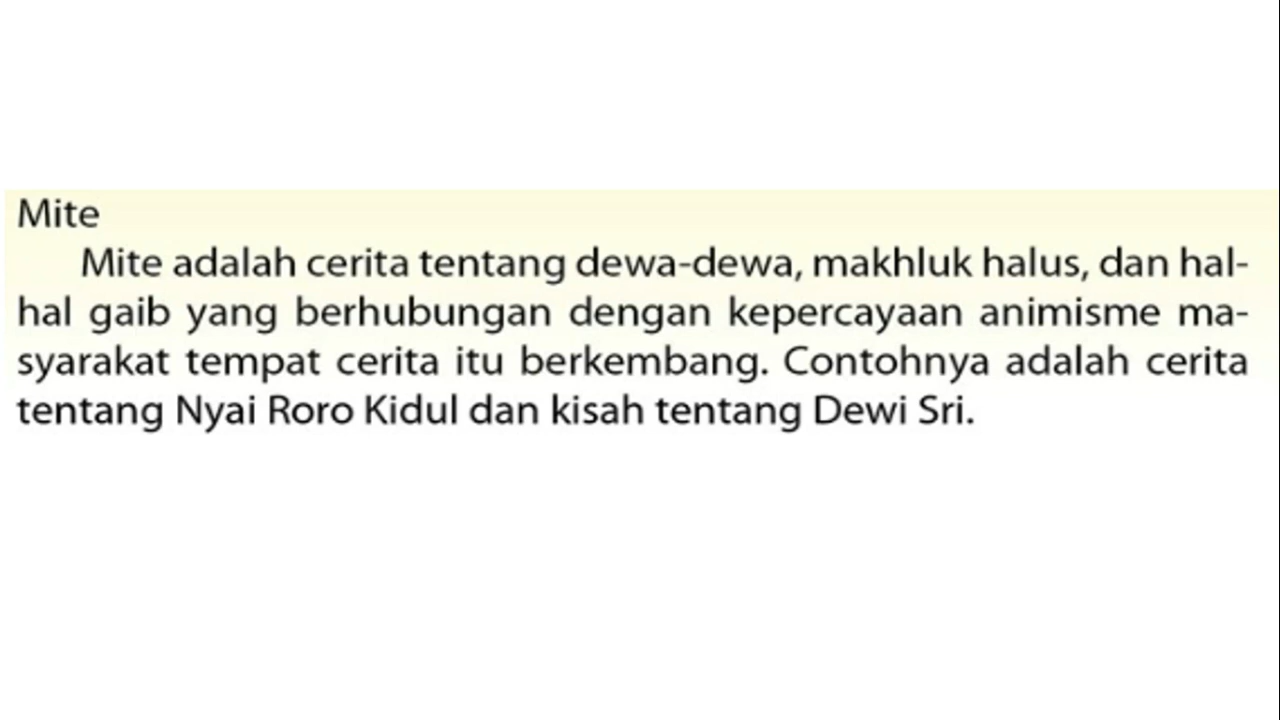 Mite
Mite adalah cerita tentang dewa-dewa, makhluk halus, dan hal-
hal gaib yang berhubungan dengan kepercayaan animisme ma-
syarakat tempat cerita itu berkembang. Contohnya adalah cerita
tentang Nyai Roro Kidul dan kisah tentang Dewi Sri.